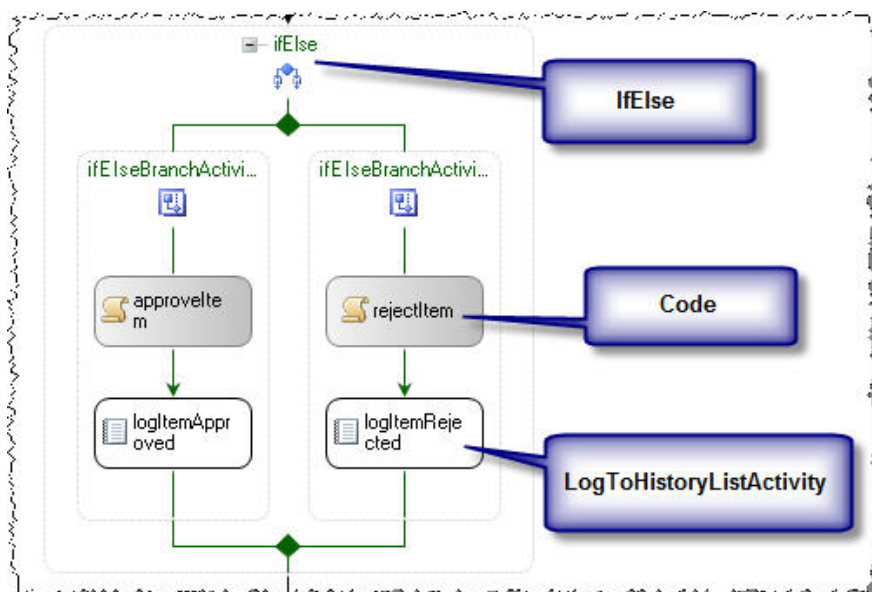 ifElse
IfElse
ifElseBranchActivi...
ifElseBranchActivi...
approveIte
m
rejectItem
Code
logItemAppr
oved
logItemReje
cted
LogToHistoryListActivity